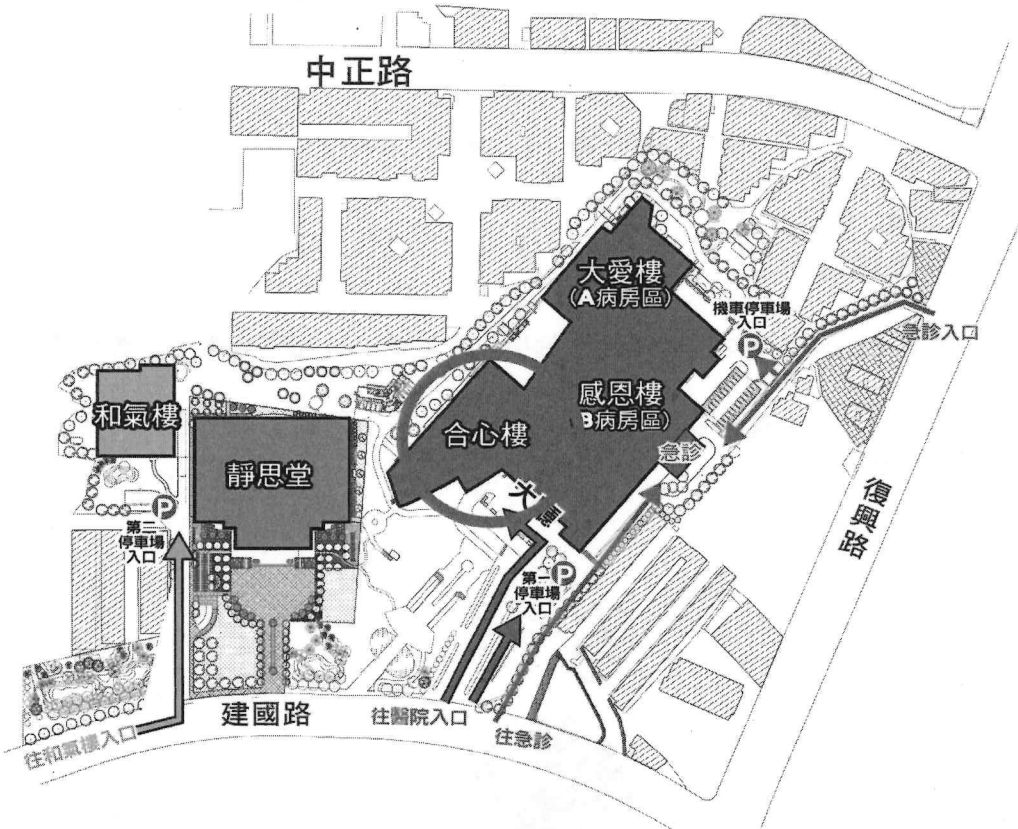 中正路
大愛樓
(A病房區)
機車停車場
入口
P
急診入口
和氣樓
感恩樓
B病房區)
合心樓
急診
靜思堂
大廳
復興路
P
第二
停車場
入口
第一
停車場
入口
P
建國路
往醫院入口
往急診
往和氣樓入口